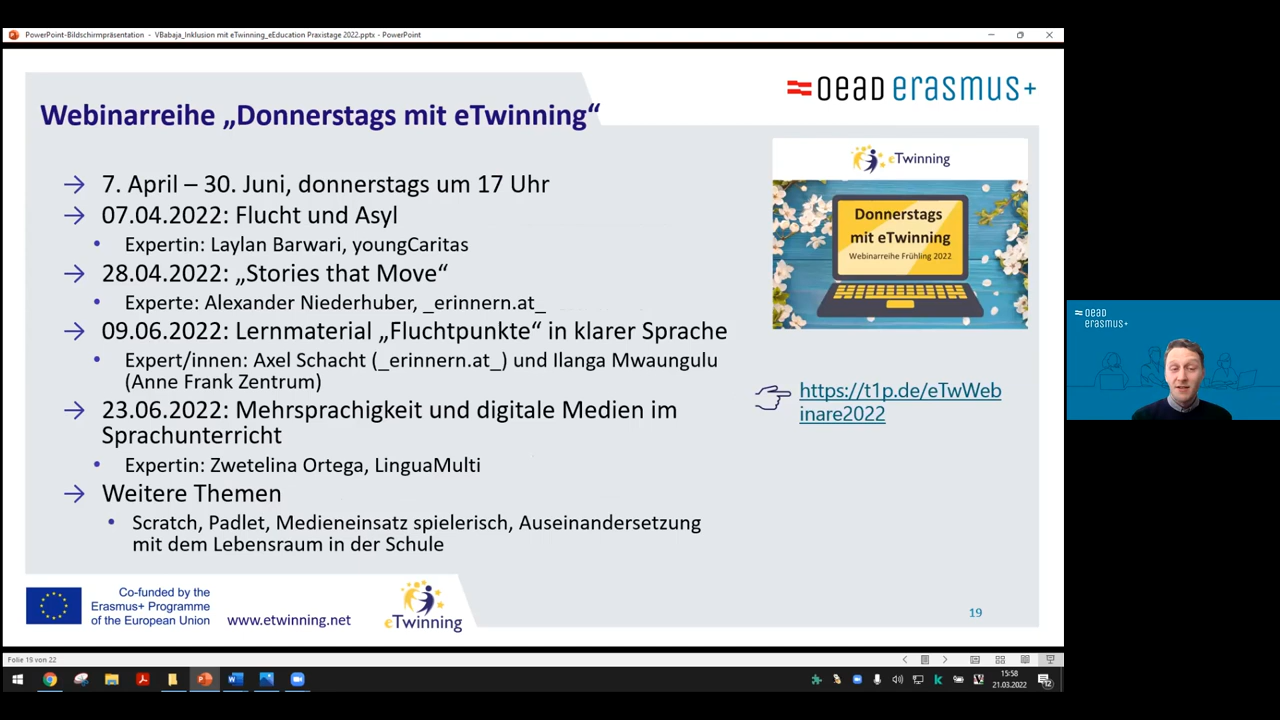 PowerPoint-Bildschirmpräsentation - VBabaja_Inklusion mit eTwinning_eEducation Praxistage 2022.pptx - PowerPoint
OEAD erasmus+
Webinarreihe „Donnerstags mit eTwinning“
7. April – 30. Juni, donnerstags um 17 Uhr
07.04.2022: Flucht und Asyl
Expertin: Laylan Barwari, youngCaritas
28.04.2022: „Stories that Move“
Experte: Alexander Niederhuber, _erinnern.at_
09.06.2022: Lernmaterial „Fluchtpunkte“ in klarer Sprache
Expert/innen: Axel Schacht (_erinnern.at_) und Ilanga Mwaungulu
(Anne Frank Zentrum)
23.06.2022: Mehrsprachigkeit und digitale Medien im
Sprachunterricht
Expertin: Zwetelina Ortega, LinguaMulti
Weitere Themen
Scratch, Padlet, Medieneinsatz spielerisch, Auseinandersetzung
mit dem Lebensraum in der Schule
eTwinning
Donnerstags
mit eTwinning
Webinarreihe Frühling 2022
https://t1p.de/eTwWeb
inare2022
oead
erasmus+
Co-funded by the
Erasmus+ Programme
of the European Union
www.etwinning.net
eTwinning
19
Folie 19 von 22
15:58
21.03.2022
12